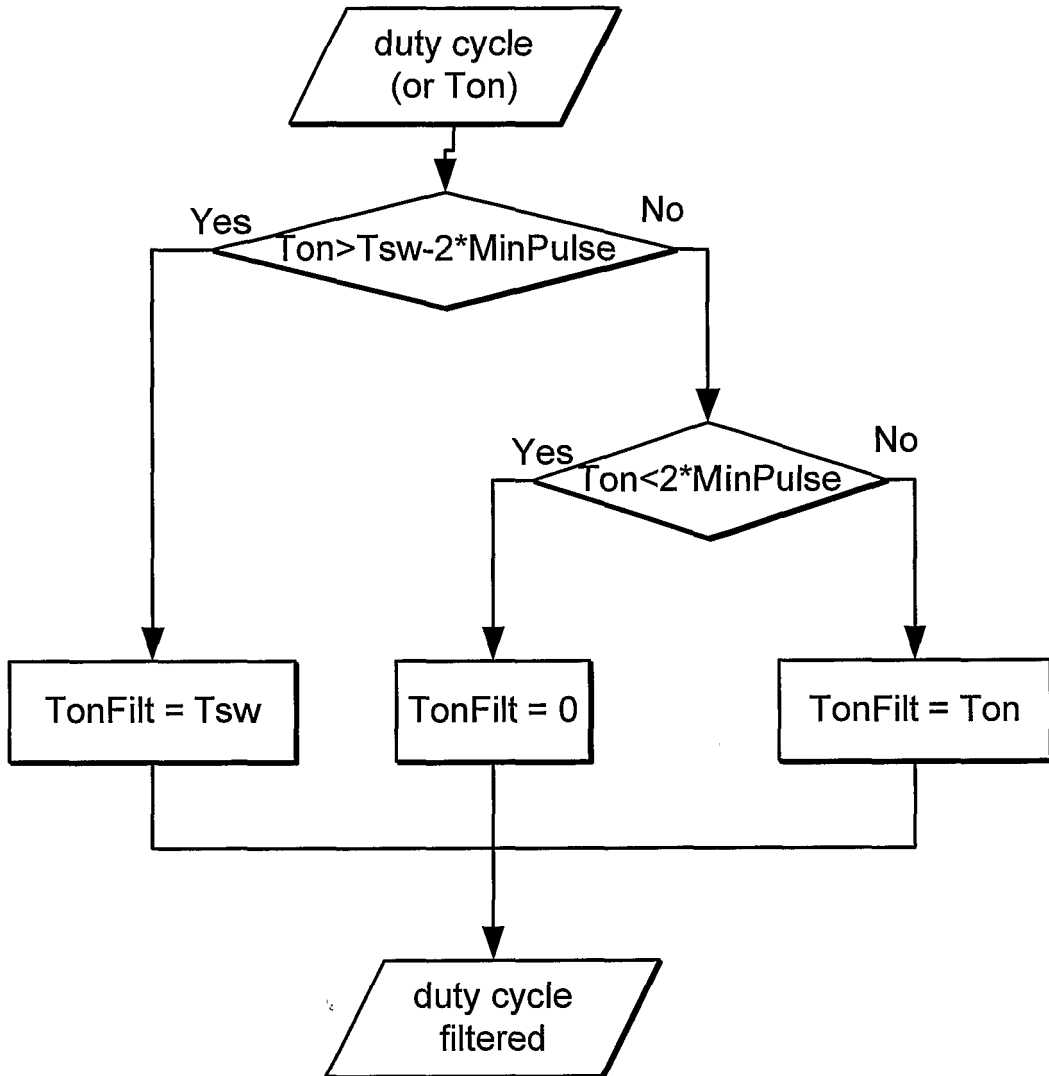 duty cycle
(or Ton)
Yes
No
Ton>Tsw-2*MinPulse
Yes
No
Ton<2*MinPulse
TonFilt = Tsw
TonFilt = 0
TonFilt = Ton
duty cycle
filtered